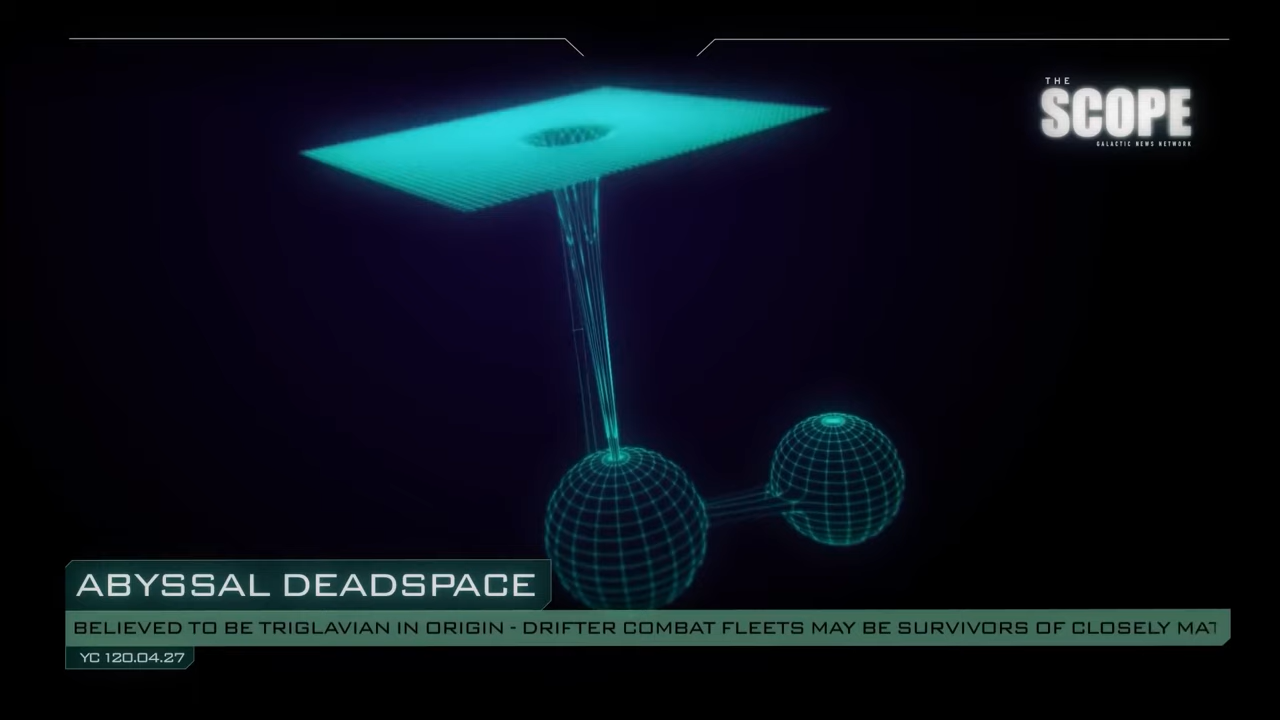 THE
SCOPE
GALACTIC NEWS NETWORK
ABYSSAL DEADSPACE
BELIEVED TO BE TRIGLAVIAN IN ORIGIN - DRIFTER COMBAT FLEETS MAY BE SURVIVORS OF CLOSELY MAT
YC 120.04.27